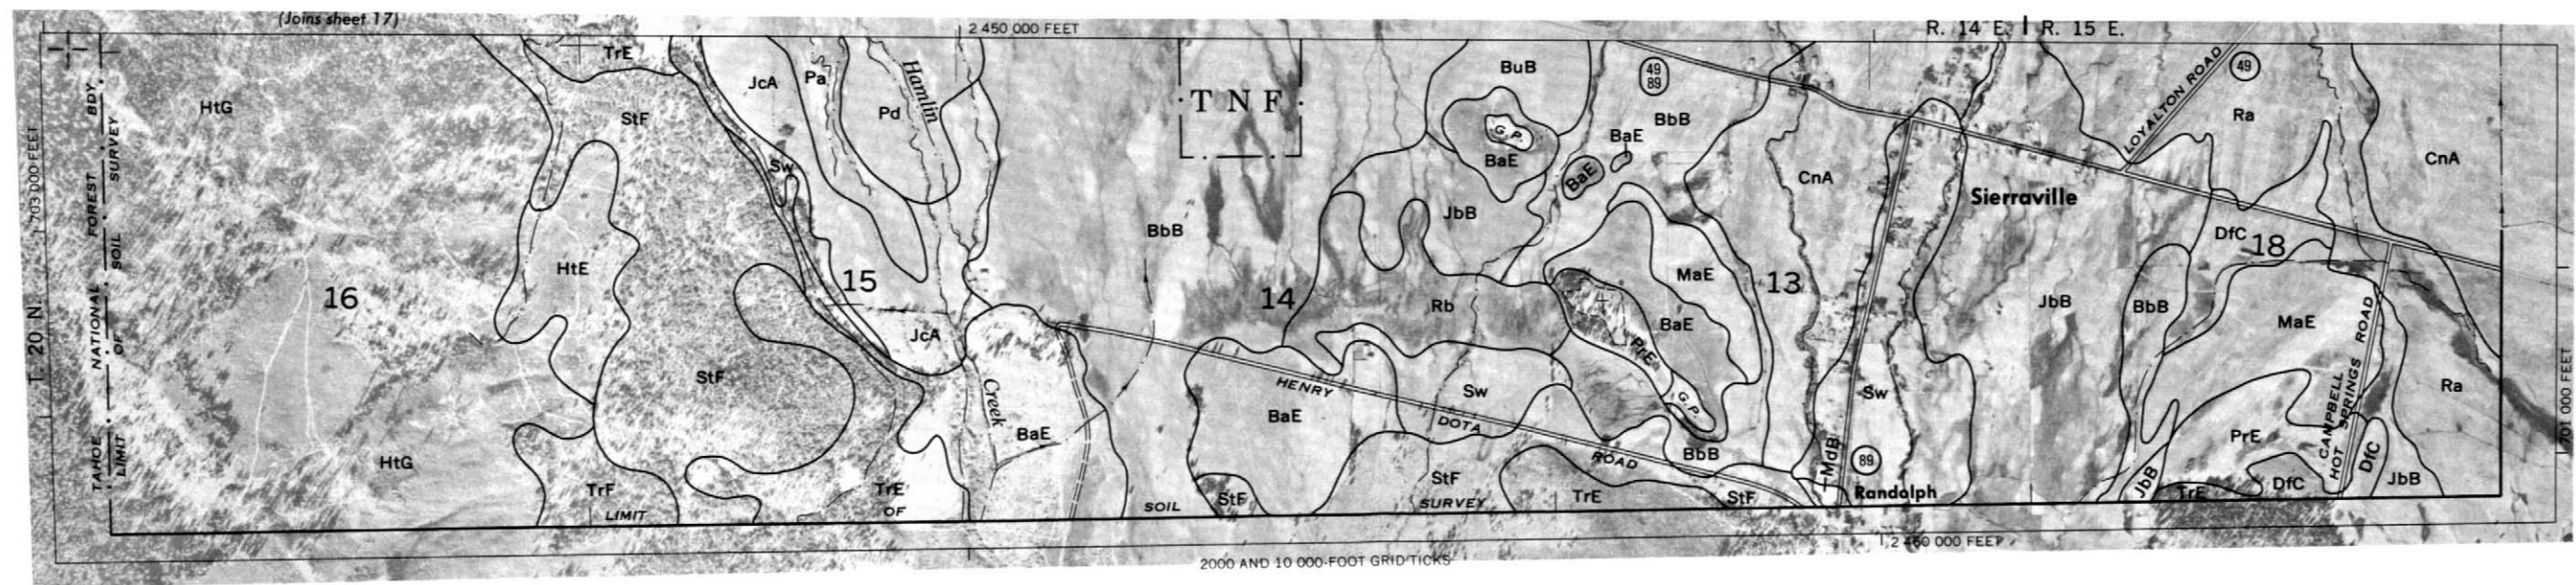 (Joins sheet 17)
2 450 000 FEET
R. 14 E.
R. 15 E.
TrE
JcA
Pa
Hamlin
Pd
HtG
StF
T N F
BuB
G.P.
BaE
BaE
BaE
49
89
BbB
LOYALTON ROAD
49
Ra
CnA
703 000 FEET
TAHOE NATIONAL FOREST BDY.
LIMIT OF SOIL SURVEY
Sw
CnA
Sierraville
BbB
JbB
DfC
18
HtE
15
16
14
Rb
MaE
13
JbB
BbB
MaE
BaE
PrE
JcA
T. 20 N.
StF
Creek
HENRY
DOTA
ROAD
Sw
G.P.
Sw
CAMPBELL
HOT SPRINGS ROAD
Ra
701 000 FEET
BaE
BaE
HtG
BbB
MdB
89
PrE
DfC
StF
TrF
TrE
StF
TrE
StF
Randolph
JbB
TrE
DfC
JbB
LIMIT
OF
SOIL
SURVEY
2 460 000 FEET
2000 AND 10 000-FOOT GRID TICKS